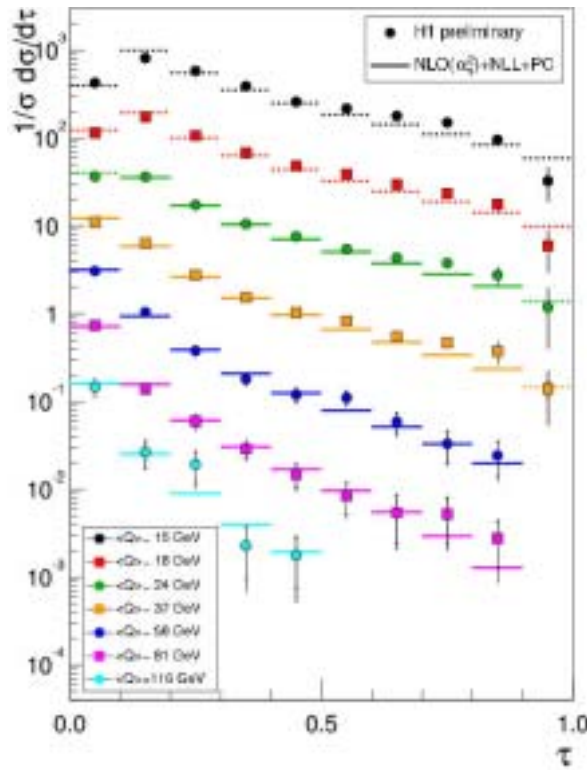 1/σ dσ/dτ
10³
10²
10
1
10⁻¹
10⁻²
10⁻³
10⁻⁴
H1 preliminary
NLO(αₛ²)+NLL+PC
<Q>= 15 GeV
<Q>= 18 GeV
<Q>= 24 GeV
<Q>= 37 GeV
<Q>= 58 GeV
<Q>= 81 GeV
<Q>=116 GeV
0.0 0.5 1.0
τ